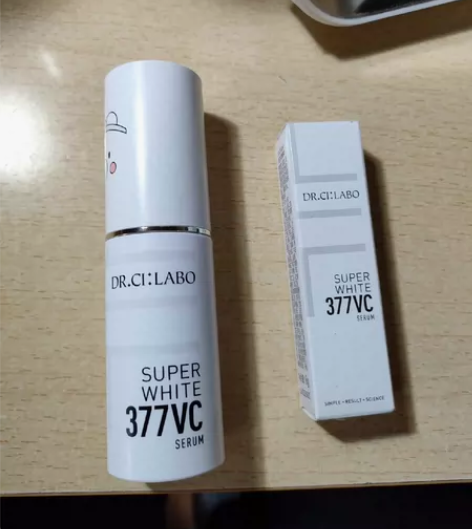 DR.CI:LABO
SUPER
WHITE
377VC
SERUM
DR.CI:LABO
SUPER
WHITE
377VC
SERUM
SIMPLE • RESULT • SCIENCE